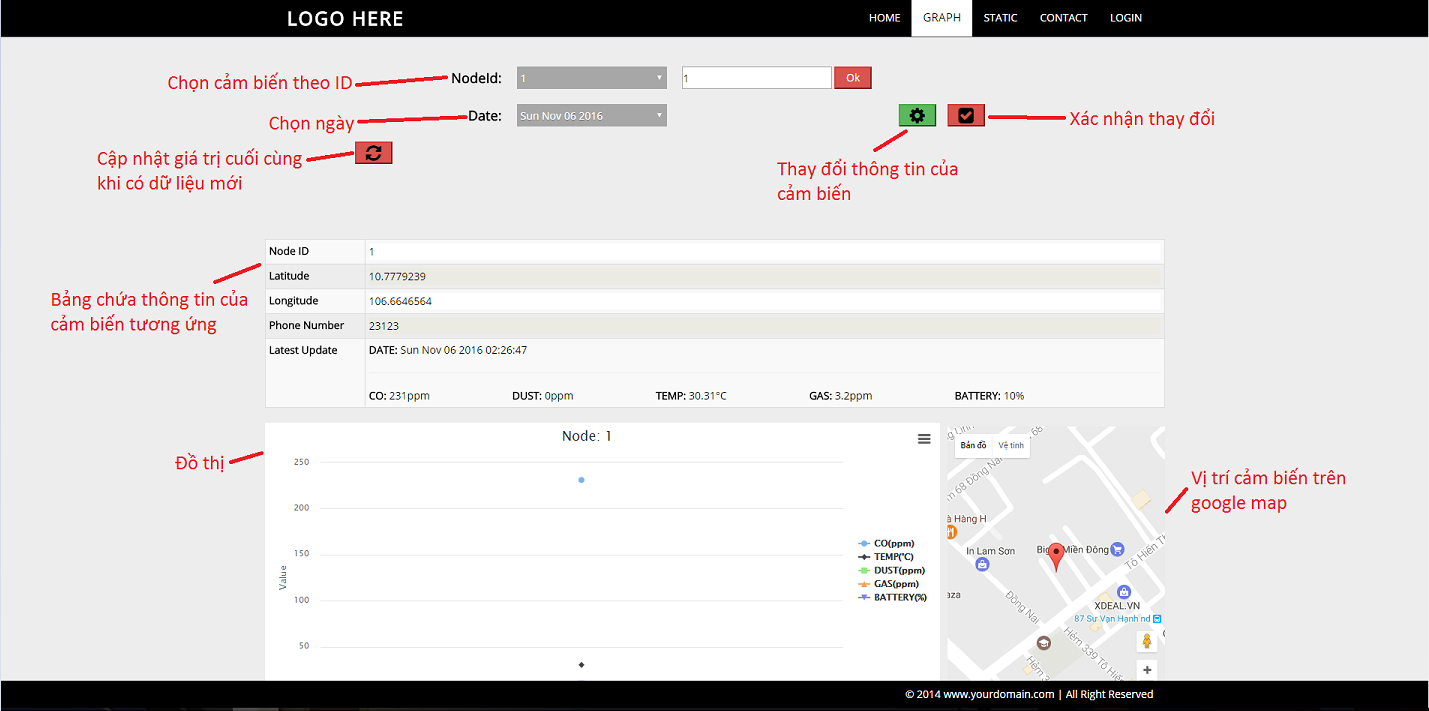 LOGO HERE
HOME GRAPH STATIC CONTACT LOGIN
Chọn cảm biến theo ID
NodeId: 1 1 Ok
Chọn ngày
Date: Sun Nov 06 2016
Xác nhận thay đổi
Cập nhật giá trị cuối cùng
khi có dữ liệu mới
Thay đổi thông tin của
cảm biến
Node ID 1
Latitude 10.7779239
Longitude 106.6646564
Phone Number 23123
Latest Update DATE: Sun Nov 06 2016 02:26:47
CO: 231ppm DUST: 0ppm TEMP: 30.31°C GAS: 3.2ppm BATTERY: 10%
Bảng chứa thông tin của
cảm biến tương ứng
Đồ thị
Node: 1
250
200
150
100
50
Value
CO(ppm)
TEMP(°C)
DUST(ppm)
GAS(ppm)
BATTERY(%)
Bản đồ Vệ tinh
68 Đồng Nai
à Hàng H
In Lam Sơn
Big Miền Đông
Tô Hiến Th
aza
Đồng Nai
XDEAL.VN
87 Sư Vạn Hạnh nd
Hẻm 339 Tô Hi
Hẻm 3
Vị trí cảm biến trên
google map
© 2014 www.yourdomain.com | All Right Reserved